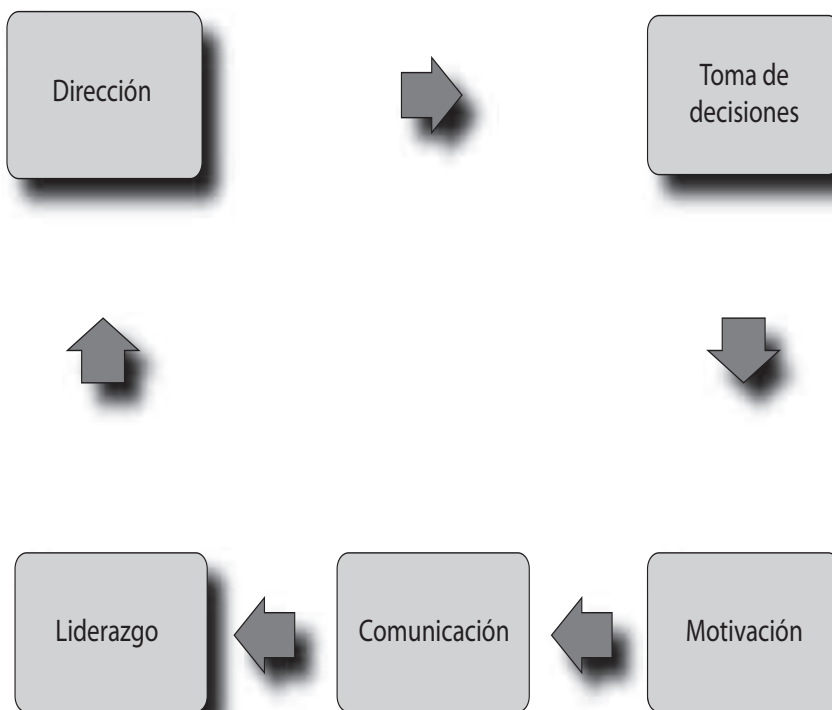 Dirección
Toma de
decisiones
Liderazgo
Comunicación
Motivación